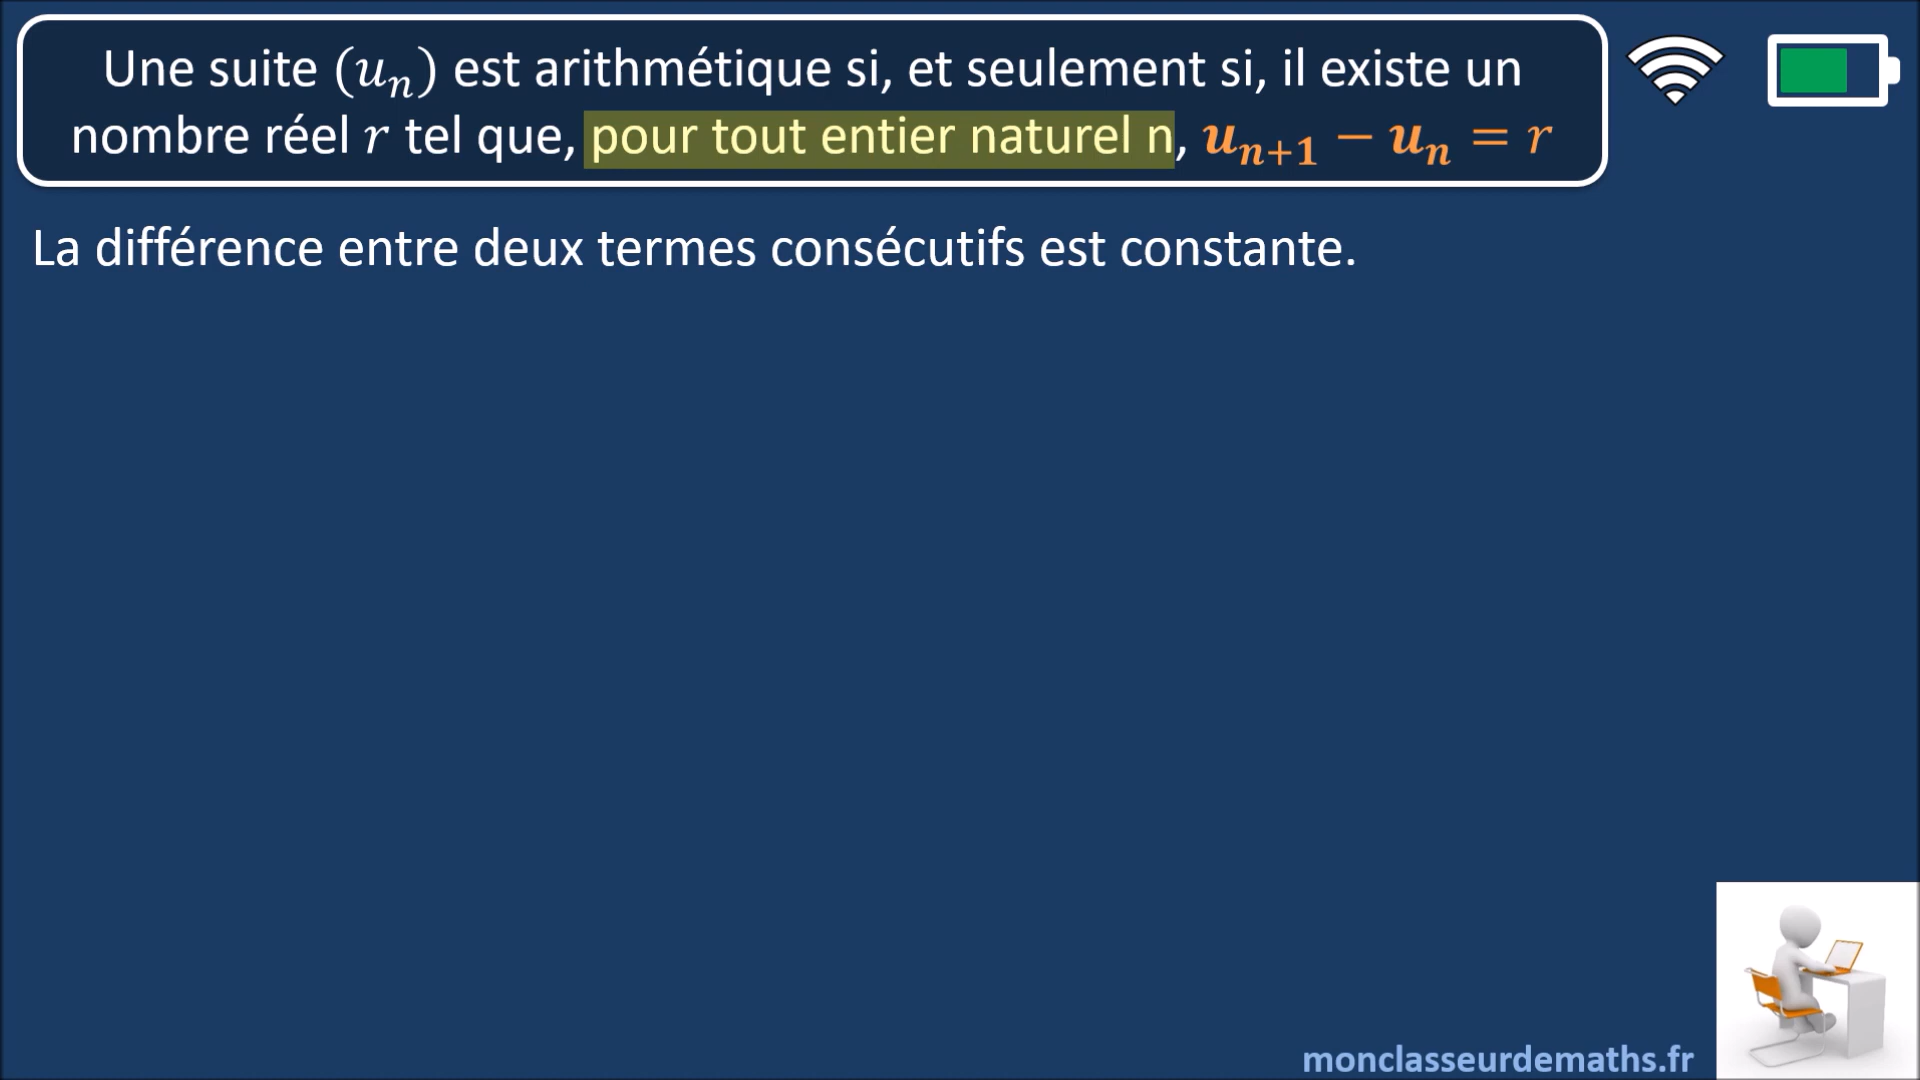 Une suite (uₙ) est arithmétique si, et seulement si, il existe un
nombre réel r tel que, pour tout entier naturel n, uₙ₊₁ − uₙ = r
La différence entre deux termes consécutifs est constante.
monclasseurdemaths.fr